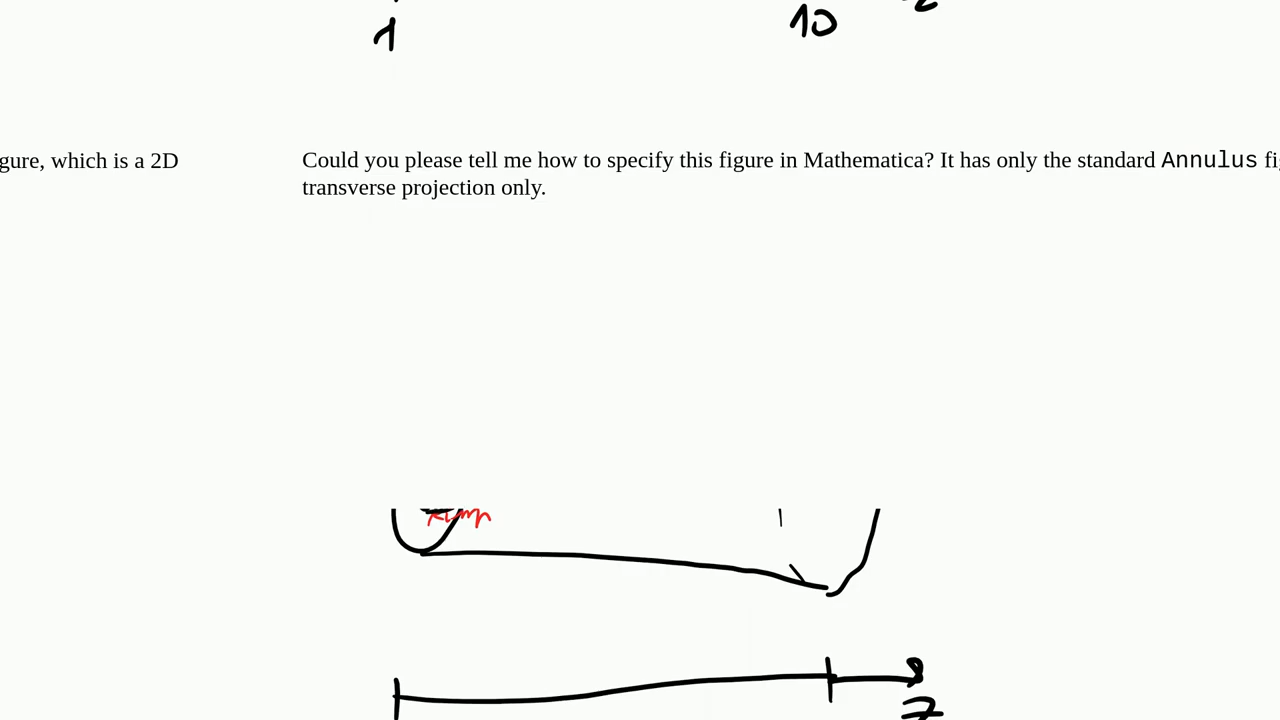 1 10 2
gure, which is a 2D
Could you please tell me how to specify this figure in Mathematica? It has only the standard Annulus fi
transverse projection only.